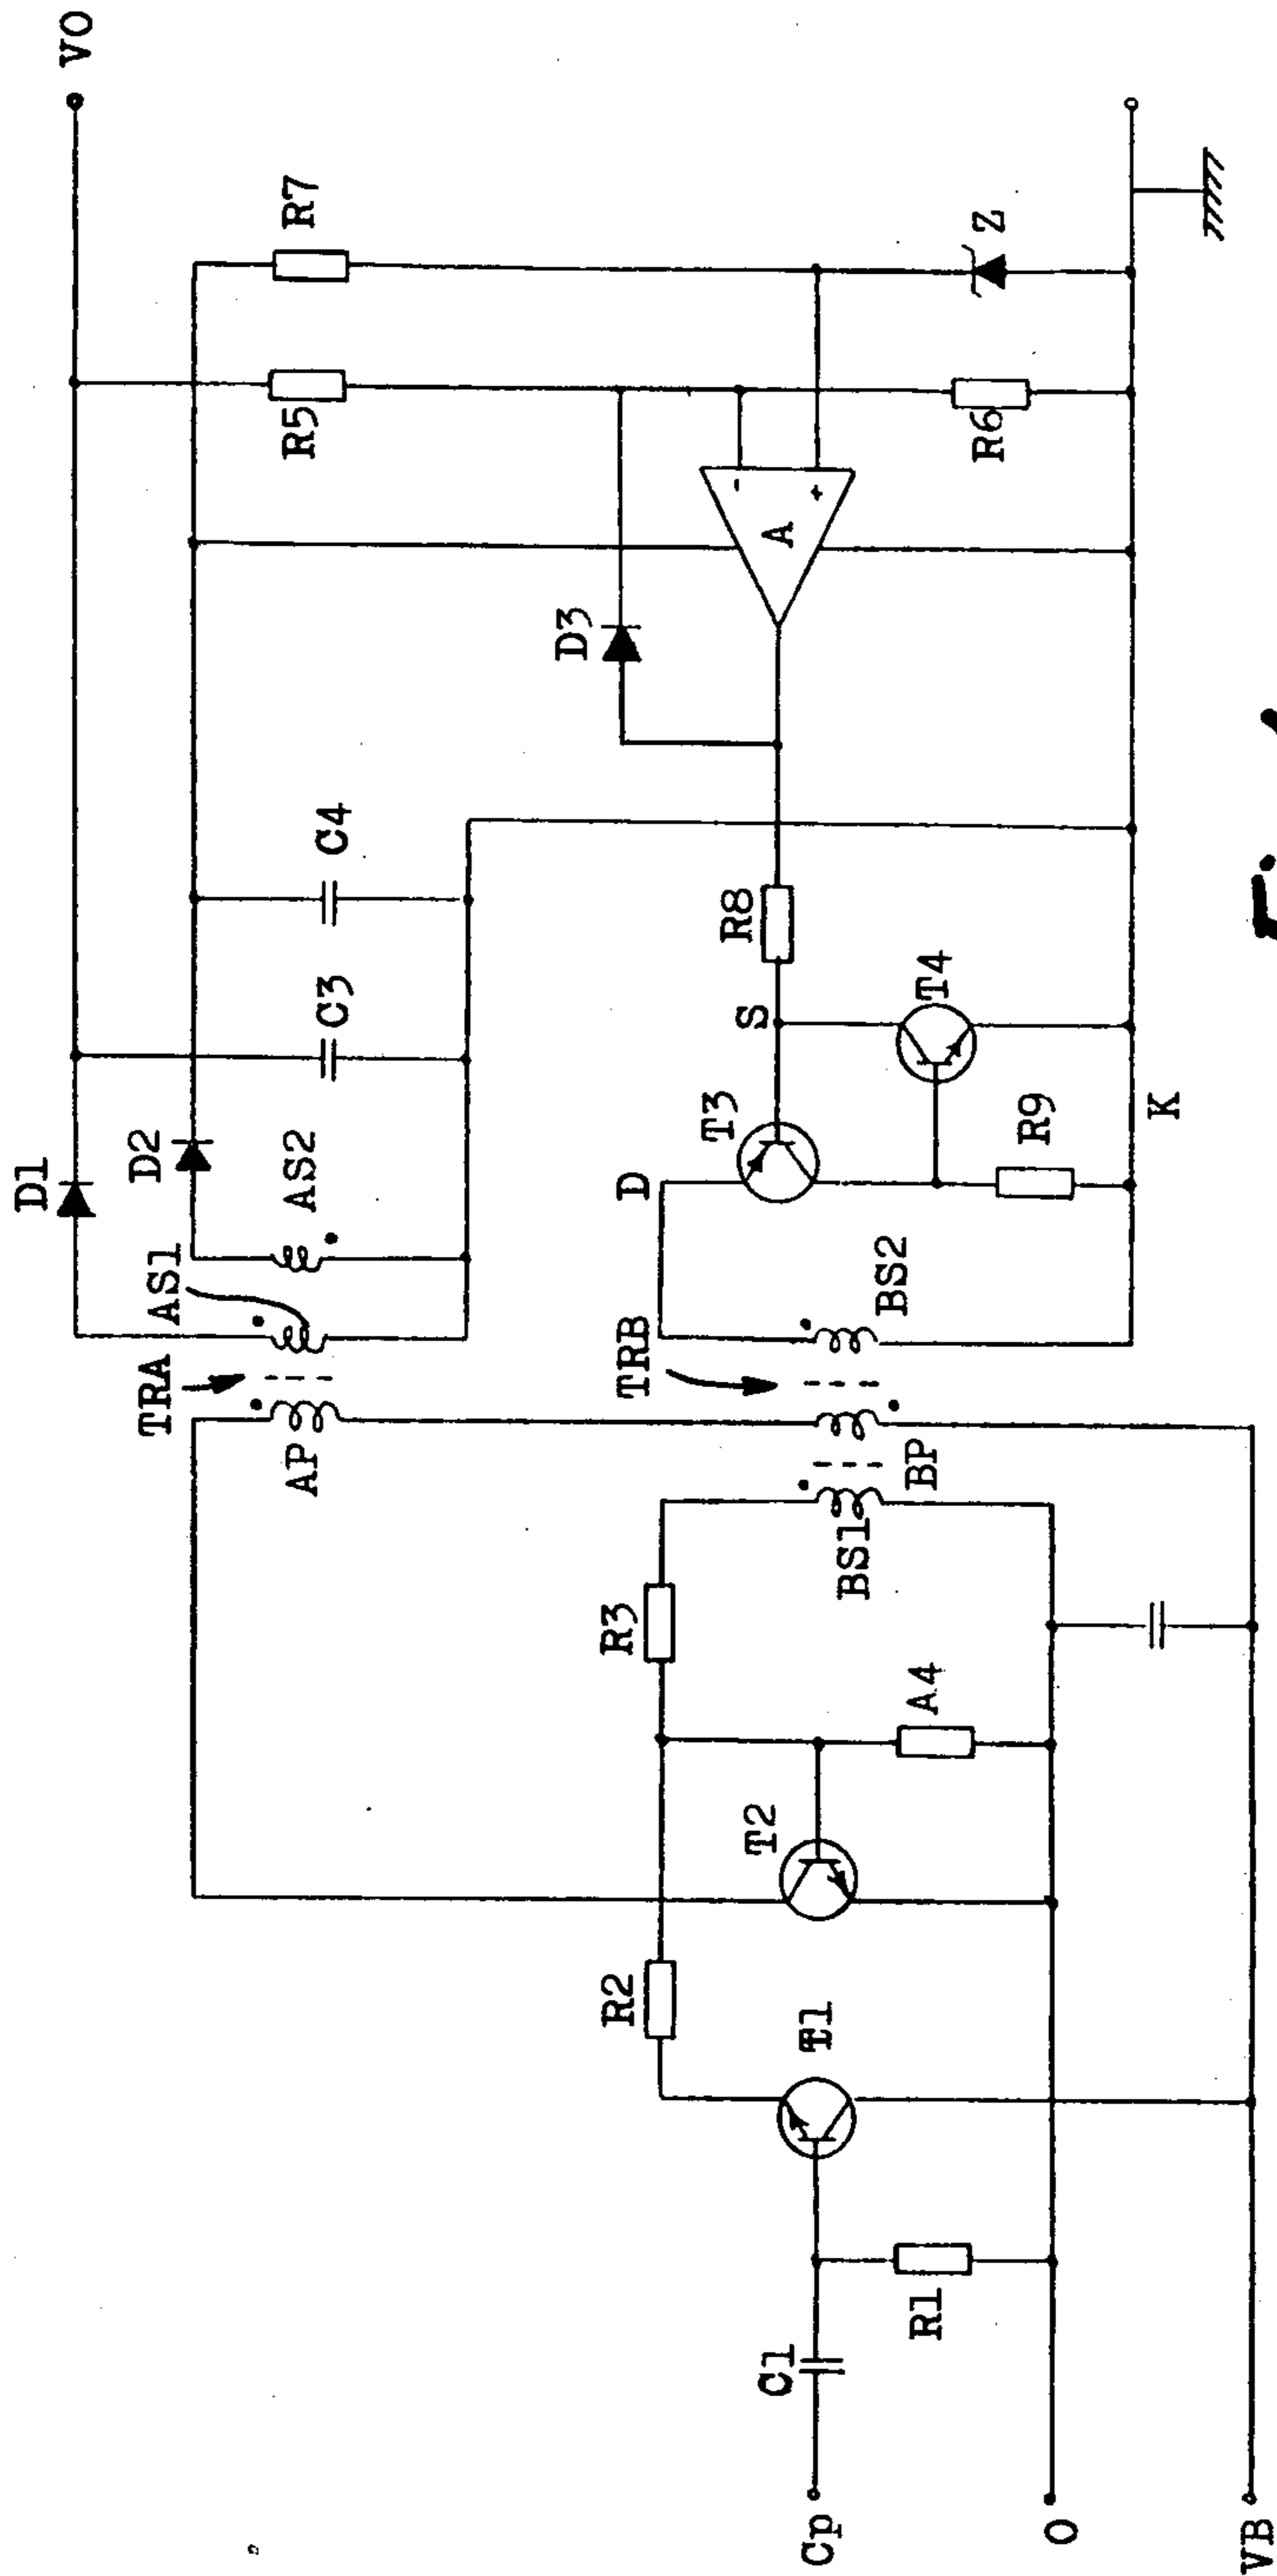 VO
D1
D2
C4
C3
R7
R5
AS1
AS2
TRA
AP
D3
-
+
A
Z
R6
R8
S
T3
D
T4
R9
K
TRB
BS2
BP
BS1
R3
A4
T2
R2
T1
C1
R1
Cp
O
VB